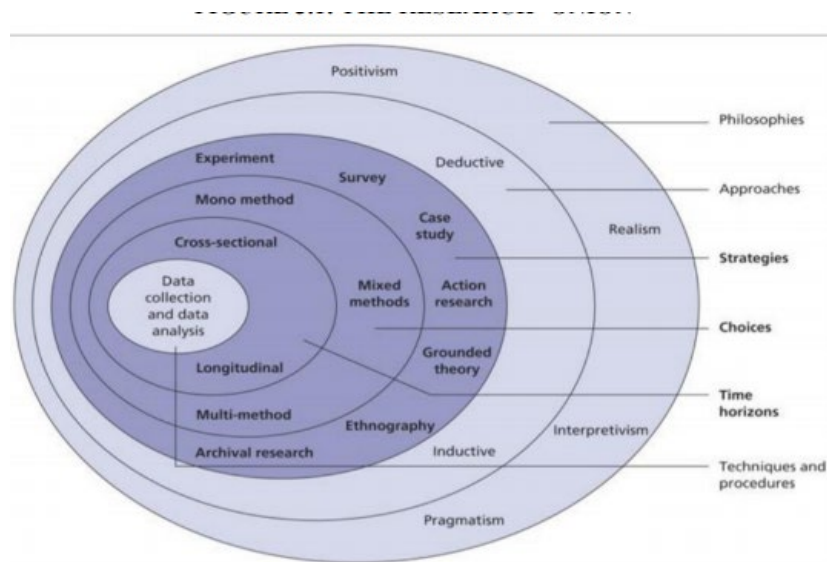 Positivism
Philosophies
Experiment
Deductive
Survey
Approaches
Mono method
Case
study
Realism
Cross-sectional
Strategies
Data
collection
and data
analysis
Mixed
methods
Action
research
Choices
Grounded
theory
Longitudinal
Time
horizons
Multi-method
Ethnography
Interpretivism
Archival research
Inductive
Techniques and
procedures
Pragmatism